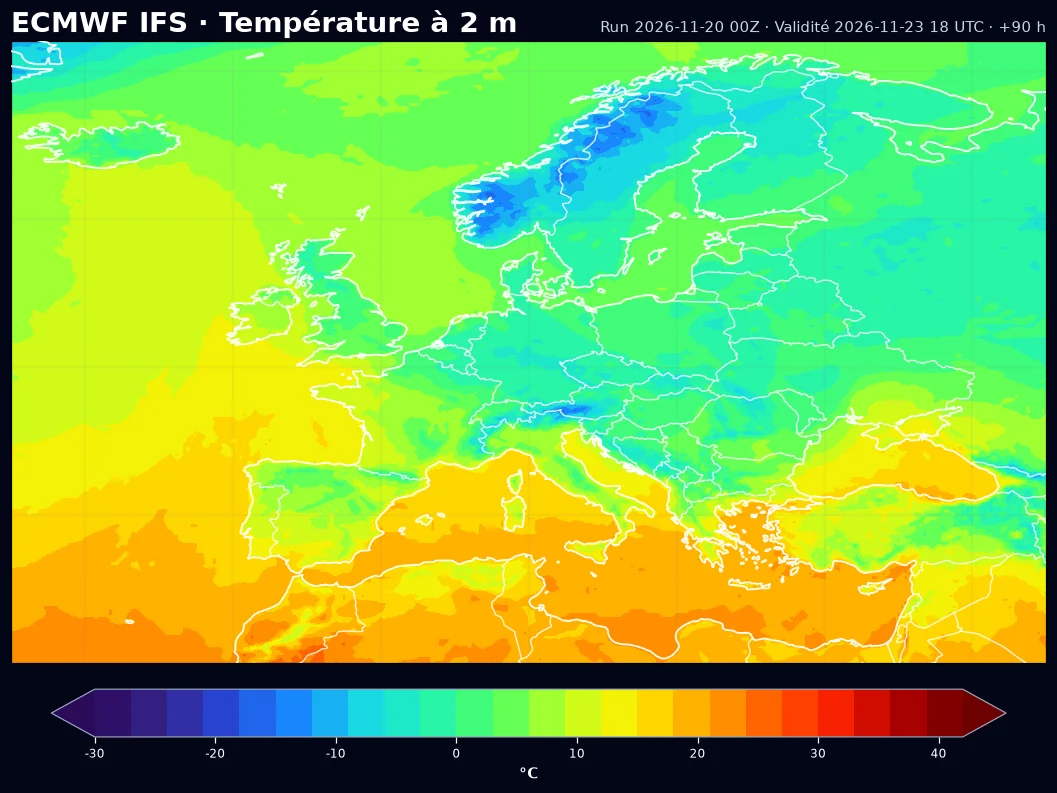 ECMWF IFS · Température à 2 m
Run 2026-11-20 00Z · Validité 2026-11-23 18 UTC · +90 h
-30 -20 -10 0 10 20 30 40
°C